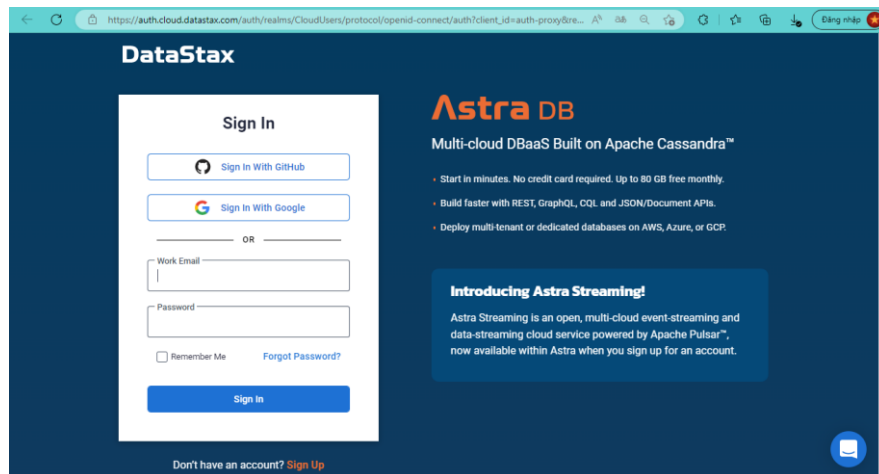 https://auth.cloud.datastax.com/auth/realms/CloudUsers/protocol/openid-connect/auth?client_id=auth-proxy&re...
Đăng nhập
DataStax
Sign In
Sign In With GitHub
Sign In With Google
OR
Work Email
Password
Remember Me
Forgot Password?
Sign In
Don't have an account? Sign Up
Astra DB
Multi-cloud DBaaS Built on Apache Cassandra™
• Start in minutes. No credit card required. Up to 80 GB free monthly.
• Build faster with REST, GraphQL, CQL and JSON/Document APIs.
• Deploy multi-tenant or dedicated databases on AWS, Azure, or GCP.
Introducing Astra Streaming!
Astra Streaming is an open, multi-cloud event-streaming and
data-streaming cloud service powered by Apache Pulsar™,
now available within Astra when you sign up for an account.